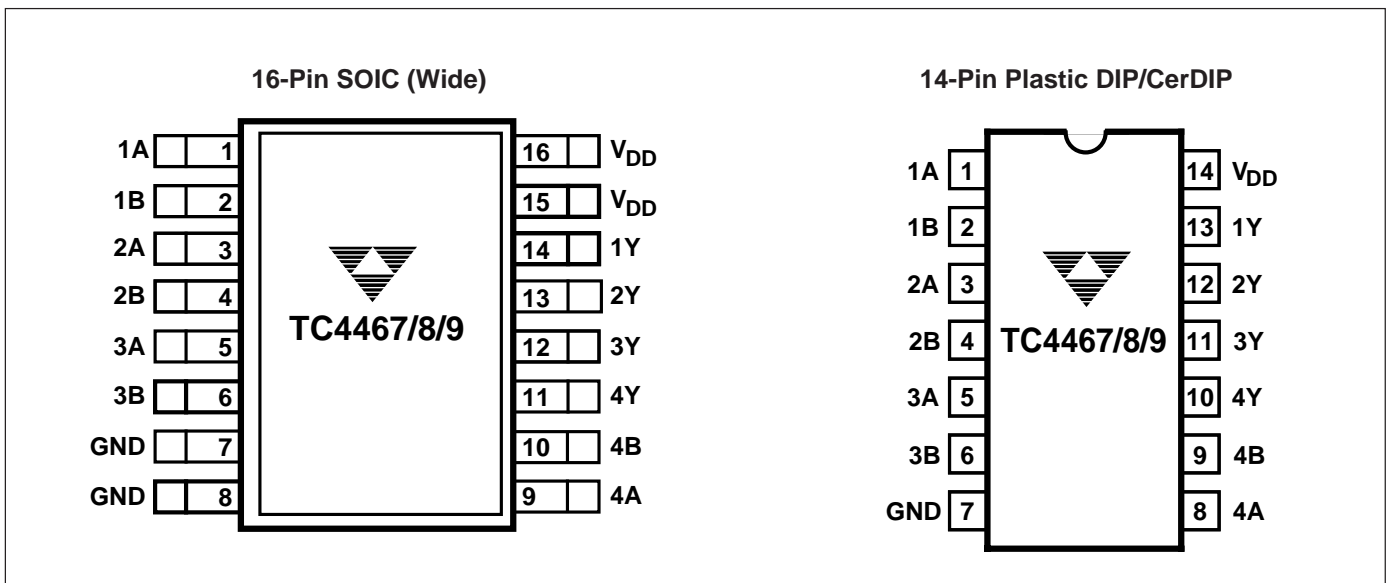 16-Pin SOIC (Wide)
1A 1 16 VDD
1B 2 15 VDD
2A 3 14 1Y
2B 4 13 2Y
3A 5 12 3Y
3B 6 11 4Y
GND 7 10 4B
GND 8 9 4A
TC4467/8/9
14-Pin Plastic DIP/CerDIP
1A 1 14 VDD
1B 2 13 1Y
2A 3 12 2Y
2B 4 TC4467/8/9 11 3Y
3A 5 10 4Y
3B 6 9 4B
GND 7 8 4A